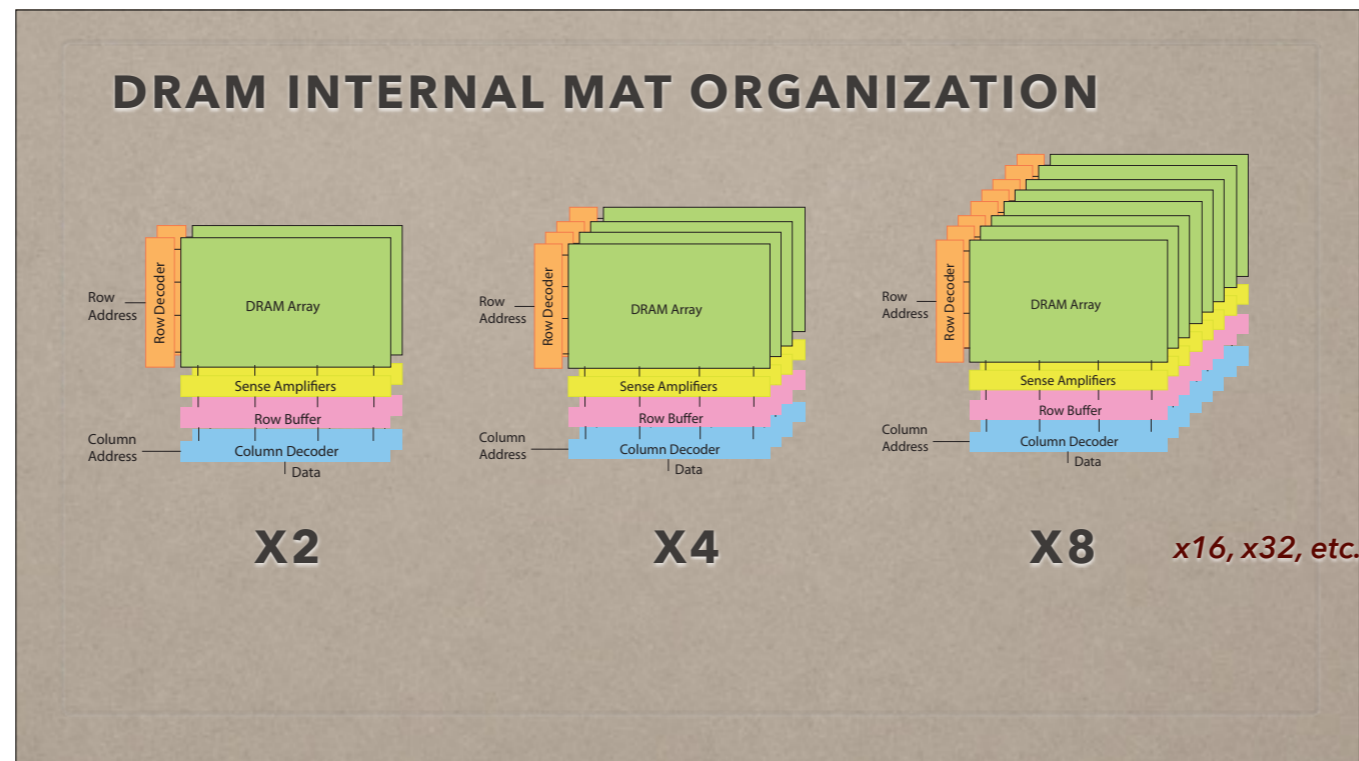 DRAM INTERNAL MAT ORGANIZATION
Row Address
Row Decoder
DRAM Array
Sense Amplifiers
Row Buffer
Column Address
Column Decoder
Data
X2
Row Address
Row Decoder
DRAM Array
Sense Amplifiers
Row Buffer
Column Address
Column Decoder
Data
X4
Row Address
Row Decoder
DRAM Array
Sense Amplifiers
Row Buffer
Column Address
Column Decoder
Data
X8
x16, x32, etc.